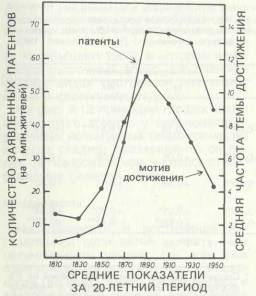 КОЛИЧЕСТВО ЗАЯВЛЕННЫХ ПАТЕНТОВ
( на 1 млн. жителей)
70
60
50
40
30
20
10
патенты
мотив
достижения
14
12
10
8
6
4
2
СРЕДНЯЯ ЧАСТОТА ТЕМЫ ДОСТИЖЕНИЯ
1810 1830 1850 1870 1890 1910 1930 1950
СРЕДНИЕ ПОКАЗАТЕЛИ
ЗА 20-ЛЕТНИЙ ПЕРИОД